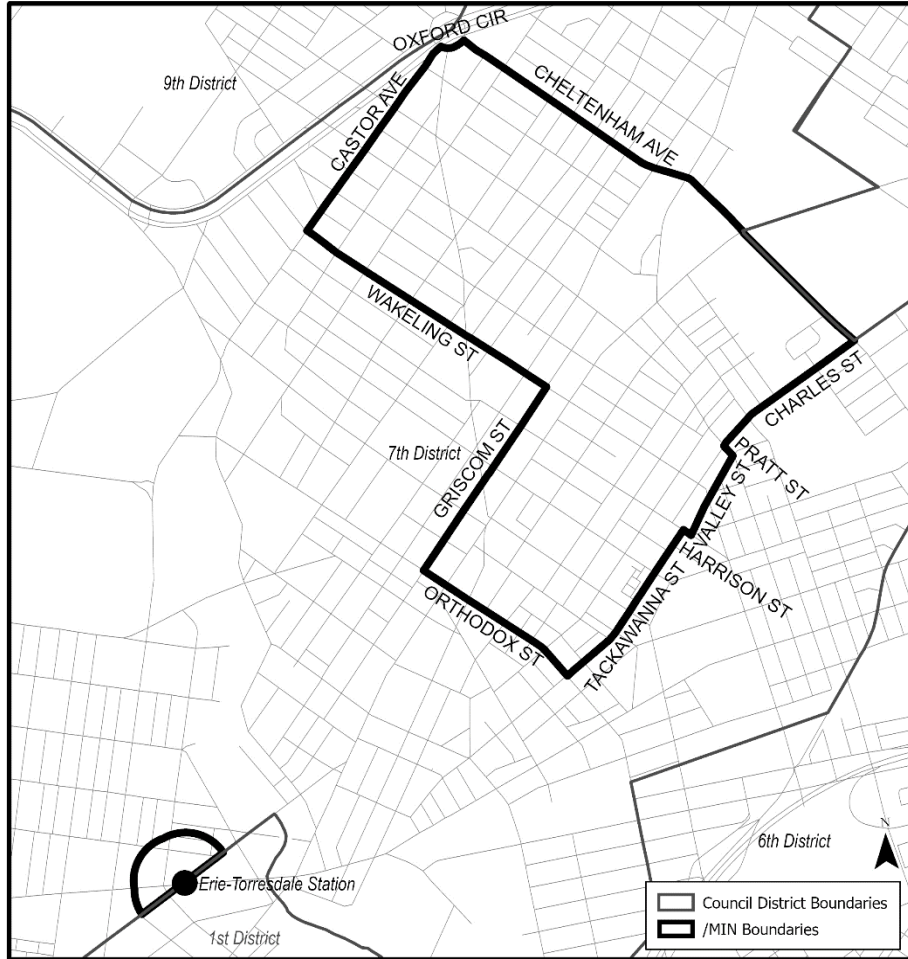 OXFORD CIR
9th District
CASTOR AVE
CHELTENHAM AVE
WAKELING ST
CHARLES ST
7th District
GRISCOM ST
PRATT ST
VALLEY ST
HARRISON ST
ORTHODOX ST
TACKAWANNA ST
6th District
N
Erie-Torresdale Station
1st District
Council District Boundaries
/MIN Boundaries